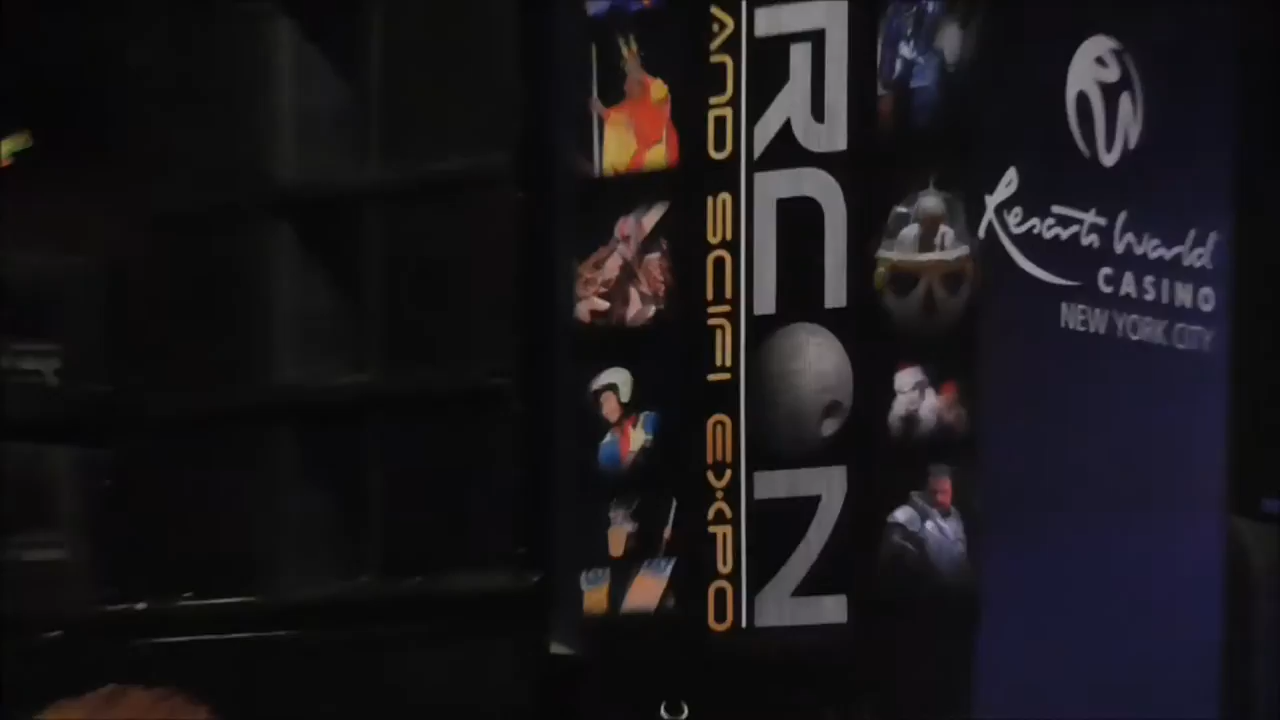 AND SCIFI EXPO
RCON
Resorts World
CASINO
NEW YORK CITY